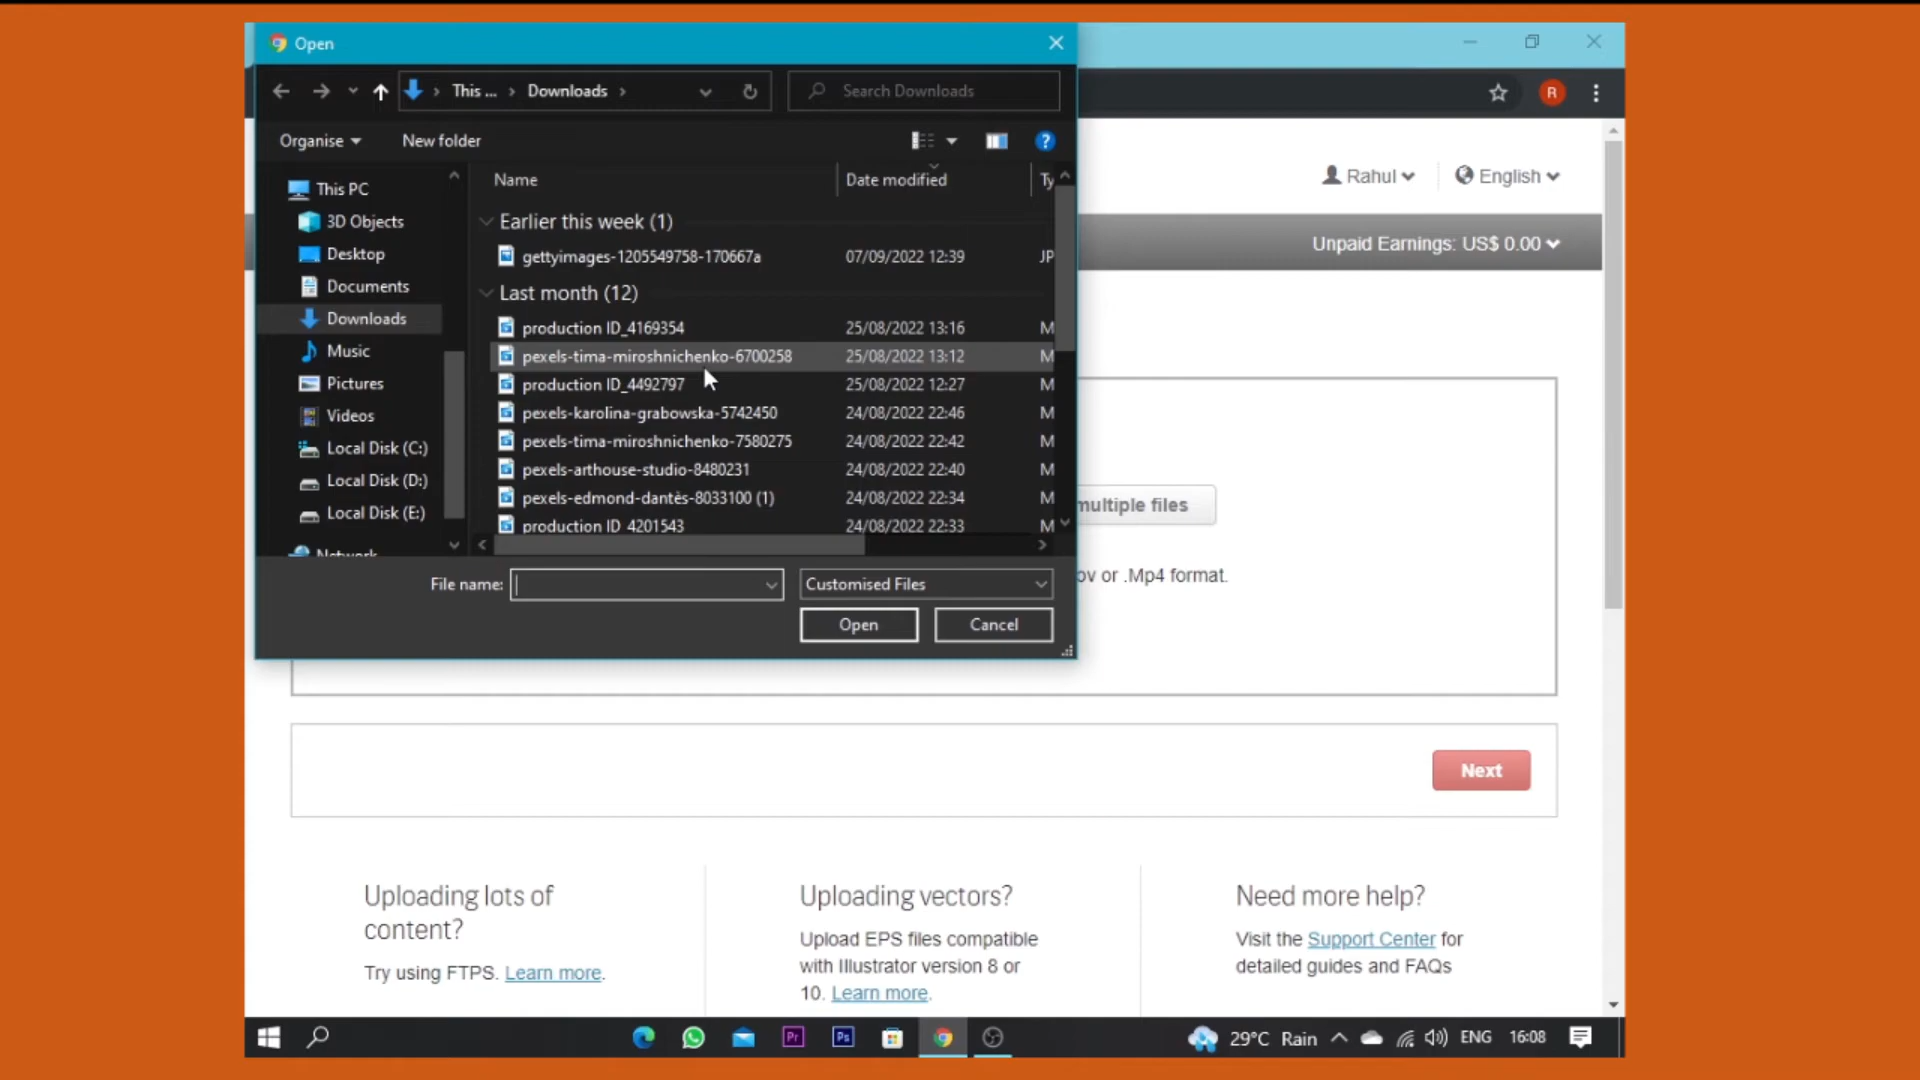 Open
This ...
Downloads
Search Downloads
Organise
New folder
Name
Date modified
Ty
This PC
3D Objects
Desktop
Documents
Downloads
Music
Pictures
Videos
Local Disk (C:)
Local Disk (D:)
Local Disk (E:)
Network
Earlier this week (1)
gettyimages-1205549758-170667a 07/09/2022 12:39 JP
Last month (12)
production ID_4169354 25/08/2022 13:16 M
pexels-tima-miroshnichenko-6700258 25/08/2022 13:12 M
production ID_4492797 25/08/2022 12:27 M
pexels-karolina-grabowska-5742450 24/08/2022 22:46 M
pexels-tima-miroshnichenko-7580275 24/08/2022 22:42 M
pexels-arthouse-studio-8480231 24/08/2022 22:40 M
pexels-edmond-dantès-8033100 (1) 24/08/2022 22:34 M
production ID_4201543 24/08/2022 22:33 M
File name:
Customised Files
Open
Cancel
R
Rahul
English
Unpaid Earnings: US$ 0.00
multiple files
ov or .Mp4 format.
Next
Uploading lots of
content?
Try using FTPS. Learn more.
Uploading vectors?
Upload EPS files compatible
with Illustrator version 8 or
10. Learn more.
Need more help?
Visit the Support Center for
detailed guides and FAQs
Pr
Ps
29°C Rain
ENG
16:08